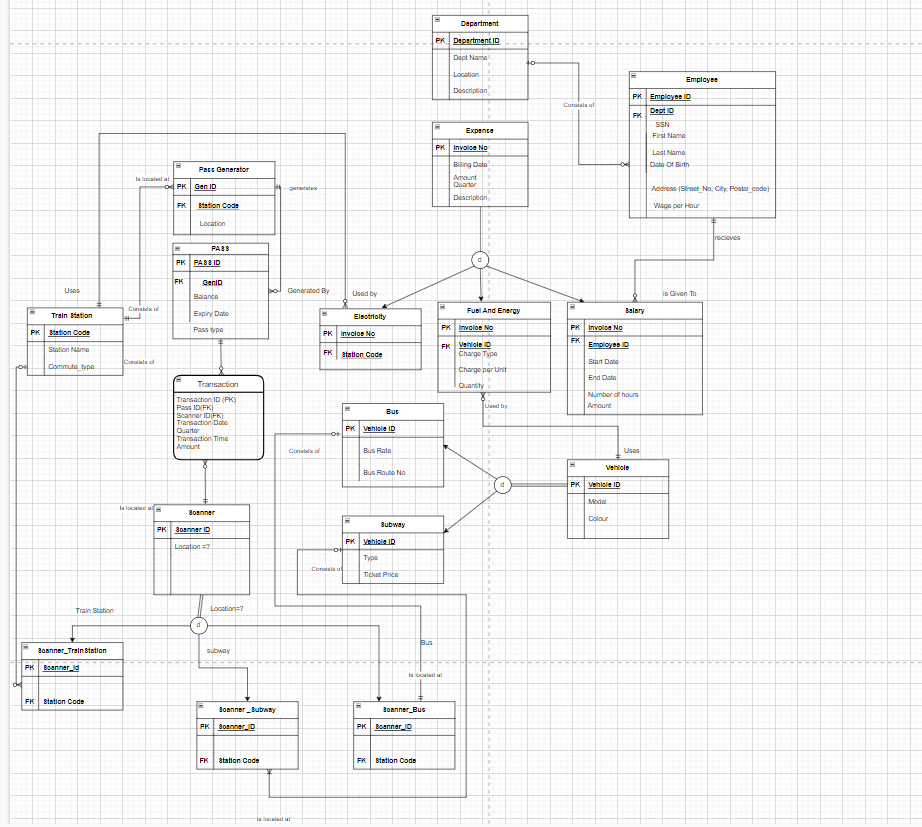 Department
PK Department ID
Dept Name
Location
Description
Employee
PK Employee ID
FK Dept ID
SSN
First Name
Last Name
Date Of Birth
Address (Street_No, City, Postal_code)
Wage per Hour
Consists of
Expense
PK Invoice No
Billing Date
Amount
Quarter
Description
Pass Generator
PK Gen ID
FK Station Code
Location
Is located at
generates
PASS
PK PASS ID
FK GenID
Balance
Expiry Date
Pass type
Generated By
Used by
Uses
recieves
is Given To
d
Train Station
PK Station Code
Station Name
Commute_type
Consists of
Consists of
Electricity
PK Invoice No
FK Station Code
Fuel And Energy
PK Invoice No
FK Vehicle ID
Charge Type
Charge per Unit
Quantity
Salary
PK Invoice No
FK Employee ID
Start Date
End Date
Number of hours
Amount
Transaction
Transaction ID (PK)
Pass ID(FK)
Scanner ID(FK)
Transaction Date
Quarter
Transaction Time
Amount
Bus
PK Vehicle ID
Bus Rate
Bus Route No
Consists of
Used by
Uses
Vehicle
PK Vehicle ID
Model
Colour
d
Is located at
Scanner
PK Scanner ID
Location =?
Subway
PK Vehicle ID
Type
Ticket Price
Consists of
Train Station
Location=?
d
subway
Bus
Is located at
Scanner_TrainStation
PK Scanner_Id
FK Station Code
Scanner _Subway
PK Scanner_ID
FK Station Code
Scanner_Bus
PK Scanner_ID
FK Station Code
Is located at